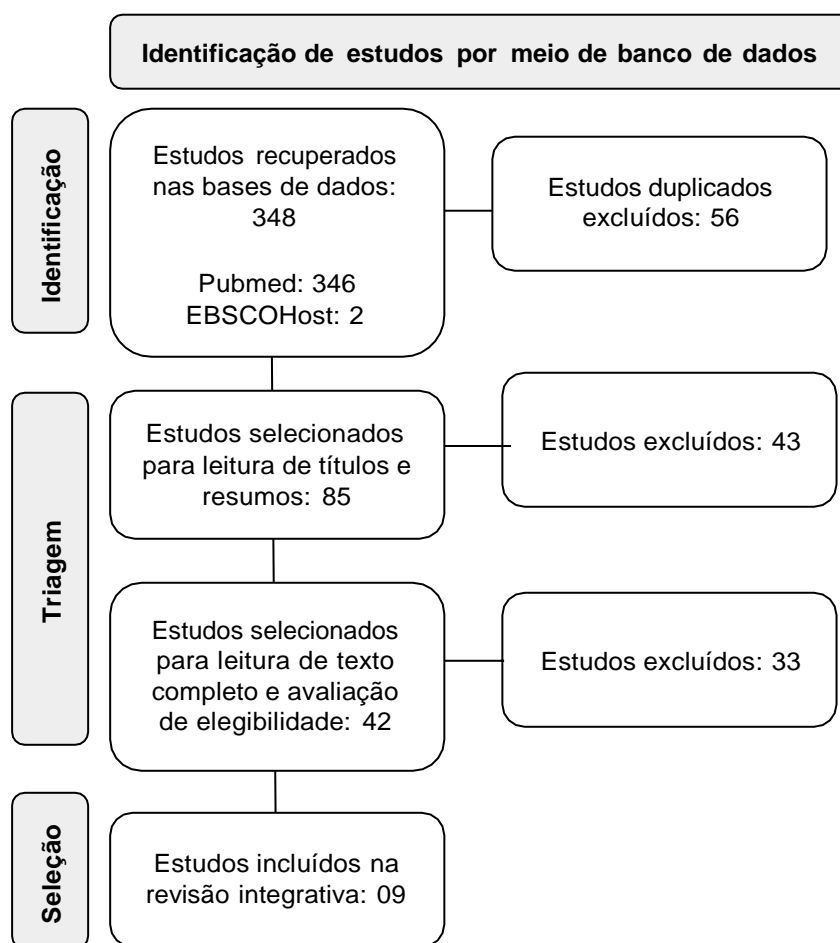 Identificação de estudos por meio de banco de dados
Identificação
Estudos recuperados
nas bases de dados:
348
Pubmed: 346
EBSCOHost: 2
Estudos duplicados
excluídos: 56
Triagem
Estudos selecionados
para leitura de títulos e
resumos: 85
Estudos excluídos: 43
Estudos selecionados
para leitura de texto
completo e avaliação
de elegibilidade: 42
Estudos excluídos: 33
Seleção
Estudos incluídos na
revisão integrativa: 09